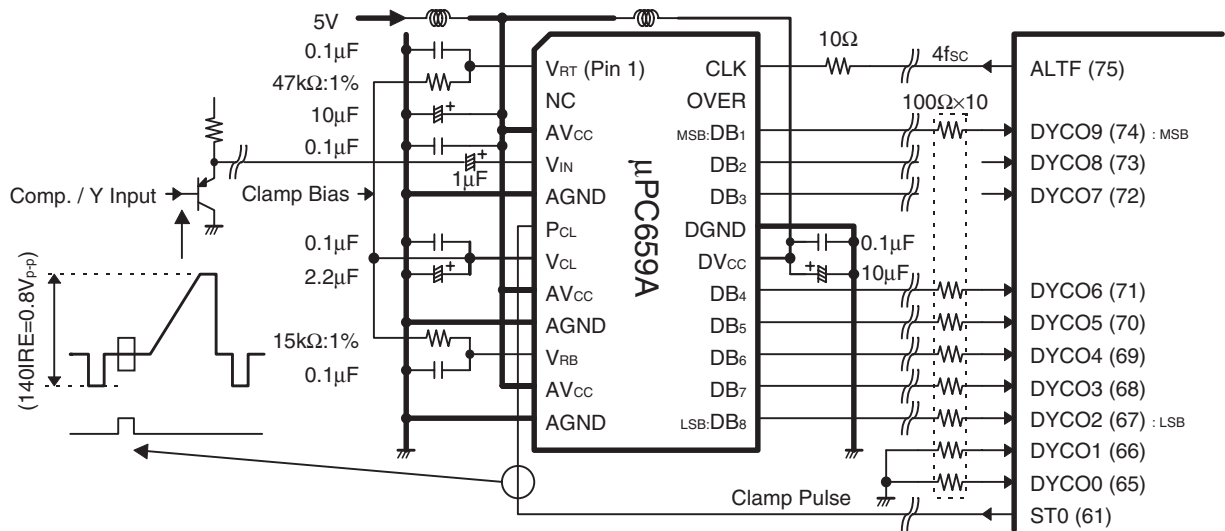 5V
0.1μF
47kΩ:1%
10μF
0.1μF
1μF
Comp. / Y Input
Clamp Bias
0.1μF
2.2μF
15kΩ:1%
0.1μF
(140IRE=0.8Vp-p)
VRT (Pin 1)
NC
AVCC
VIN
AGND
PCL
VCL
AVCC
AGND
VRB
AVCC
AGND
μPC659A
CLK
OVER
MSB:DB1
DB2
DB3
DGND
DVCC
DB4
DB5
DB6
DB7
LSB:DB8
10Ω
4fSC
100Ω×10
0.1μF
10μF
Clamp Pulse
ALTF (75)
DYCO9 (74) : MSB
DYCO8 (73)
DYCO7 (72)
DYCO6 (71)
DYCO5 (70)
DYCO4 (69)
DYCO3 (68)
DYCO2 (67) : LSB
DYCO1 (66)
DYCO0 (65)
ST0 (61)